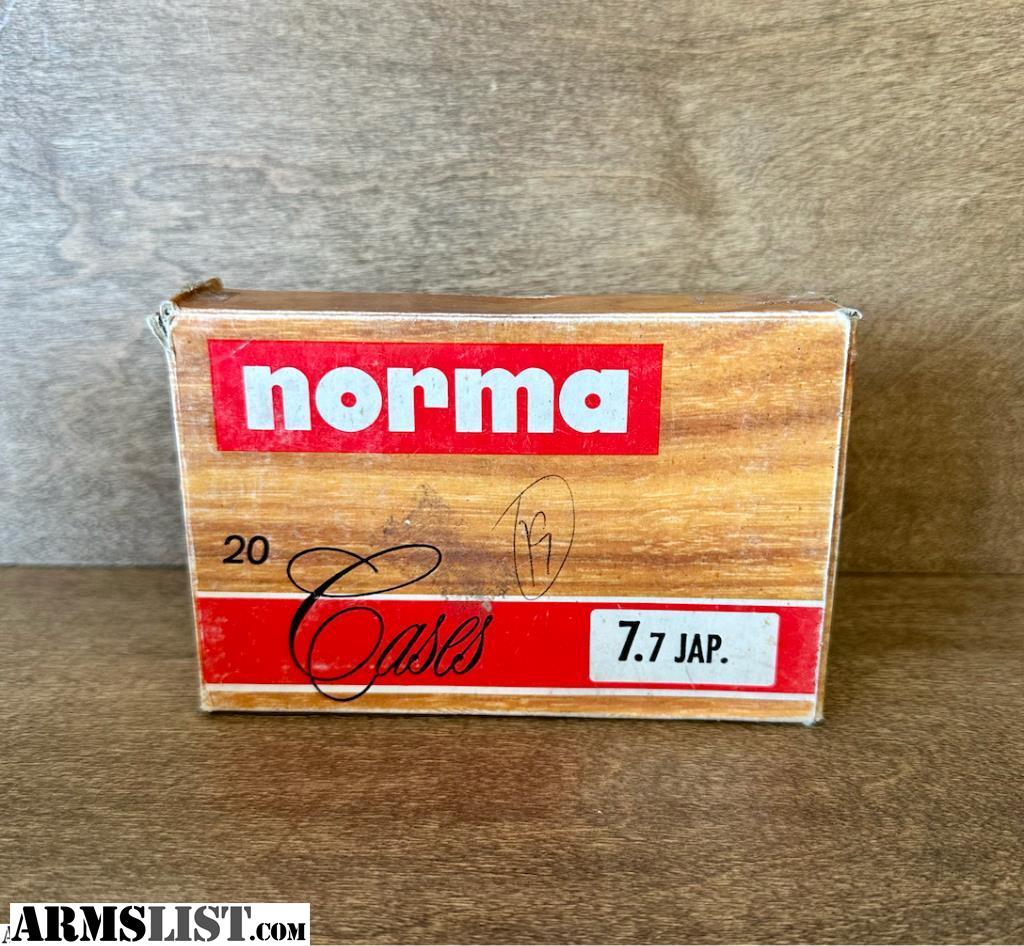 norma
20
Cases
7.7 JAP.
ARMSLIST.COM